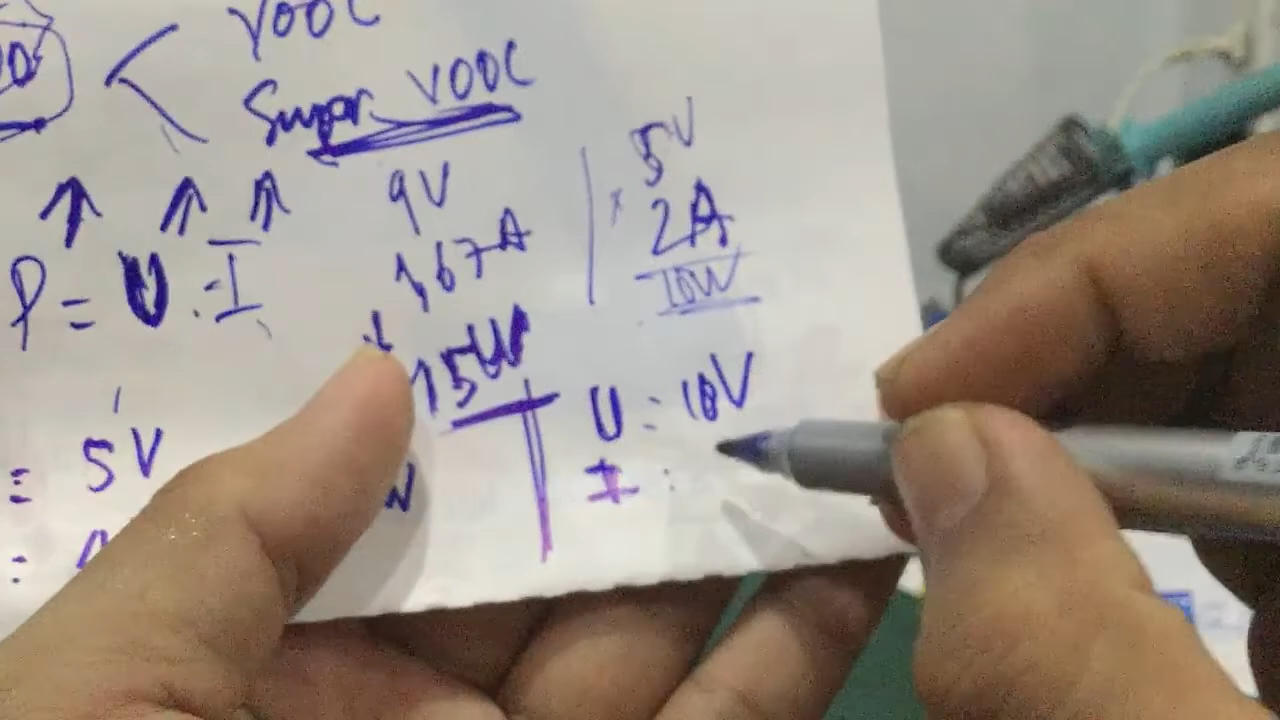 VOOC
Super VOOC
9V
1,67A
15W
5V
2A
10W
P = U . I
U : 10V
I :
= 5V